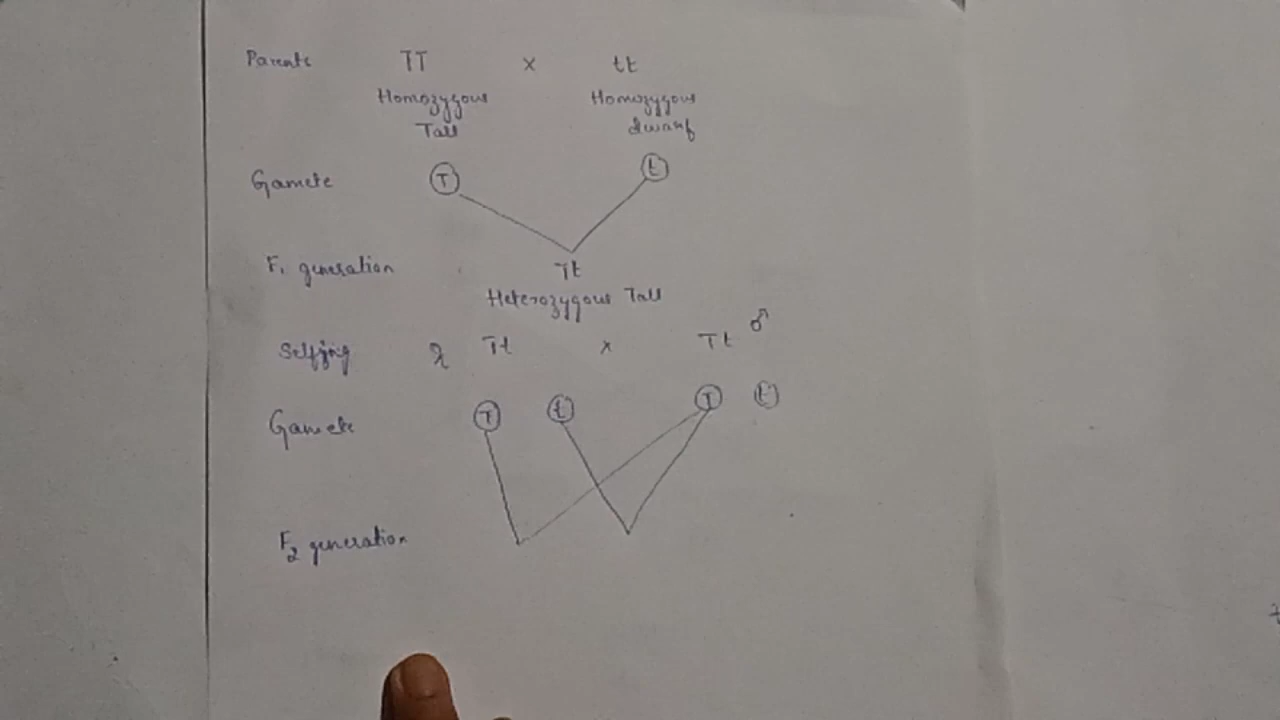 Parents TT x tt
Homozygous Homozygous
Tall dwarf
Gamete T t
F1 generation Tt
Heterozygous Tall
Selfing ♀ Tt x Tt ♂
Gamete T t T t
F2 generation